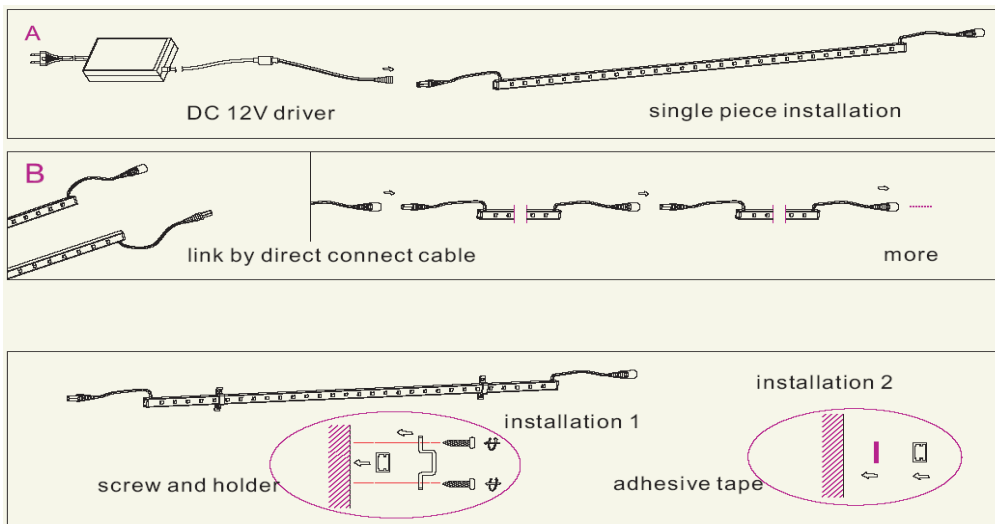 A
DC 12V driver
single piece installation
B
link by direct connect cable
more
installation 1
screw and holder
installation 2
adhesive tape